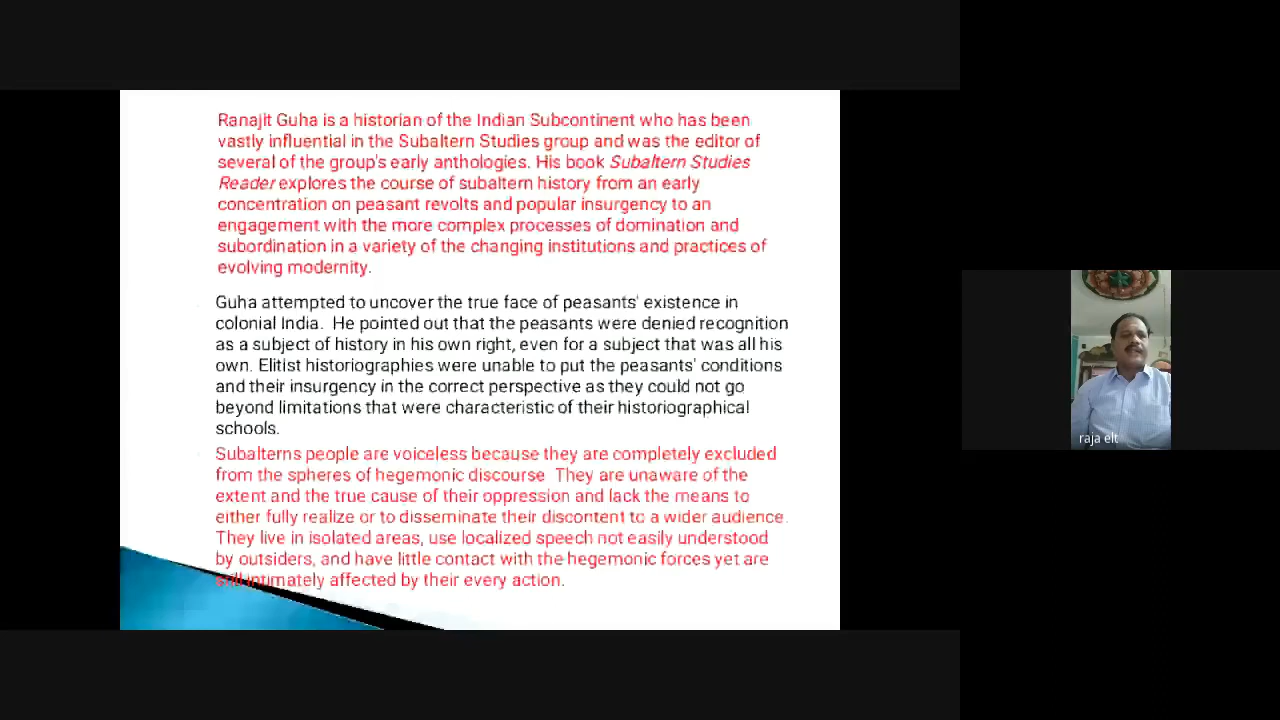 Ranajit Guha is a historian of the Indian Subcontinent who has been
vastly influential in the Subaltern Studies group and was the editor of
several of the group's early anthologies. His book Subaltern Studies
Reader explores the course of subaltern history from an early
concentration on peasant revolts and popular insurgency to an
engagement with the more complex processes of domination and
subordination in a variety of the changing institutions and practices of
evolving modernity.
Guha attempted to uncover the true face of peasants' existence in
colonial India. He pointed out that the peasants were denied recognition
as a subject of history in his own right, even for a subject that was all his
own. Elitist historiographies were unable to put the peasants' conditions
and their insurgency in the correct perspective as they could not go
beyond limitations that were characteristic of their historiographical
schools.
Subalterns people are voiceless because they are completely excluded
from the spheres of hegemonic discourse They are unaware of the
extent and the true cause of their oppression and lack the means to
either fully realize or to disseminate their discontent to a wider audience.
They live in isolated areas, use localized speech not easily understood
by outsiders, and have little contact with the hegemonic forces yet are
still intimately affected by their every action.
raja elt